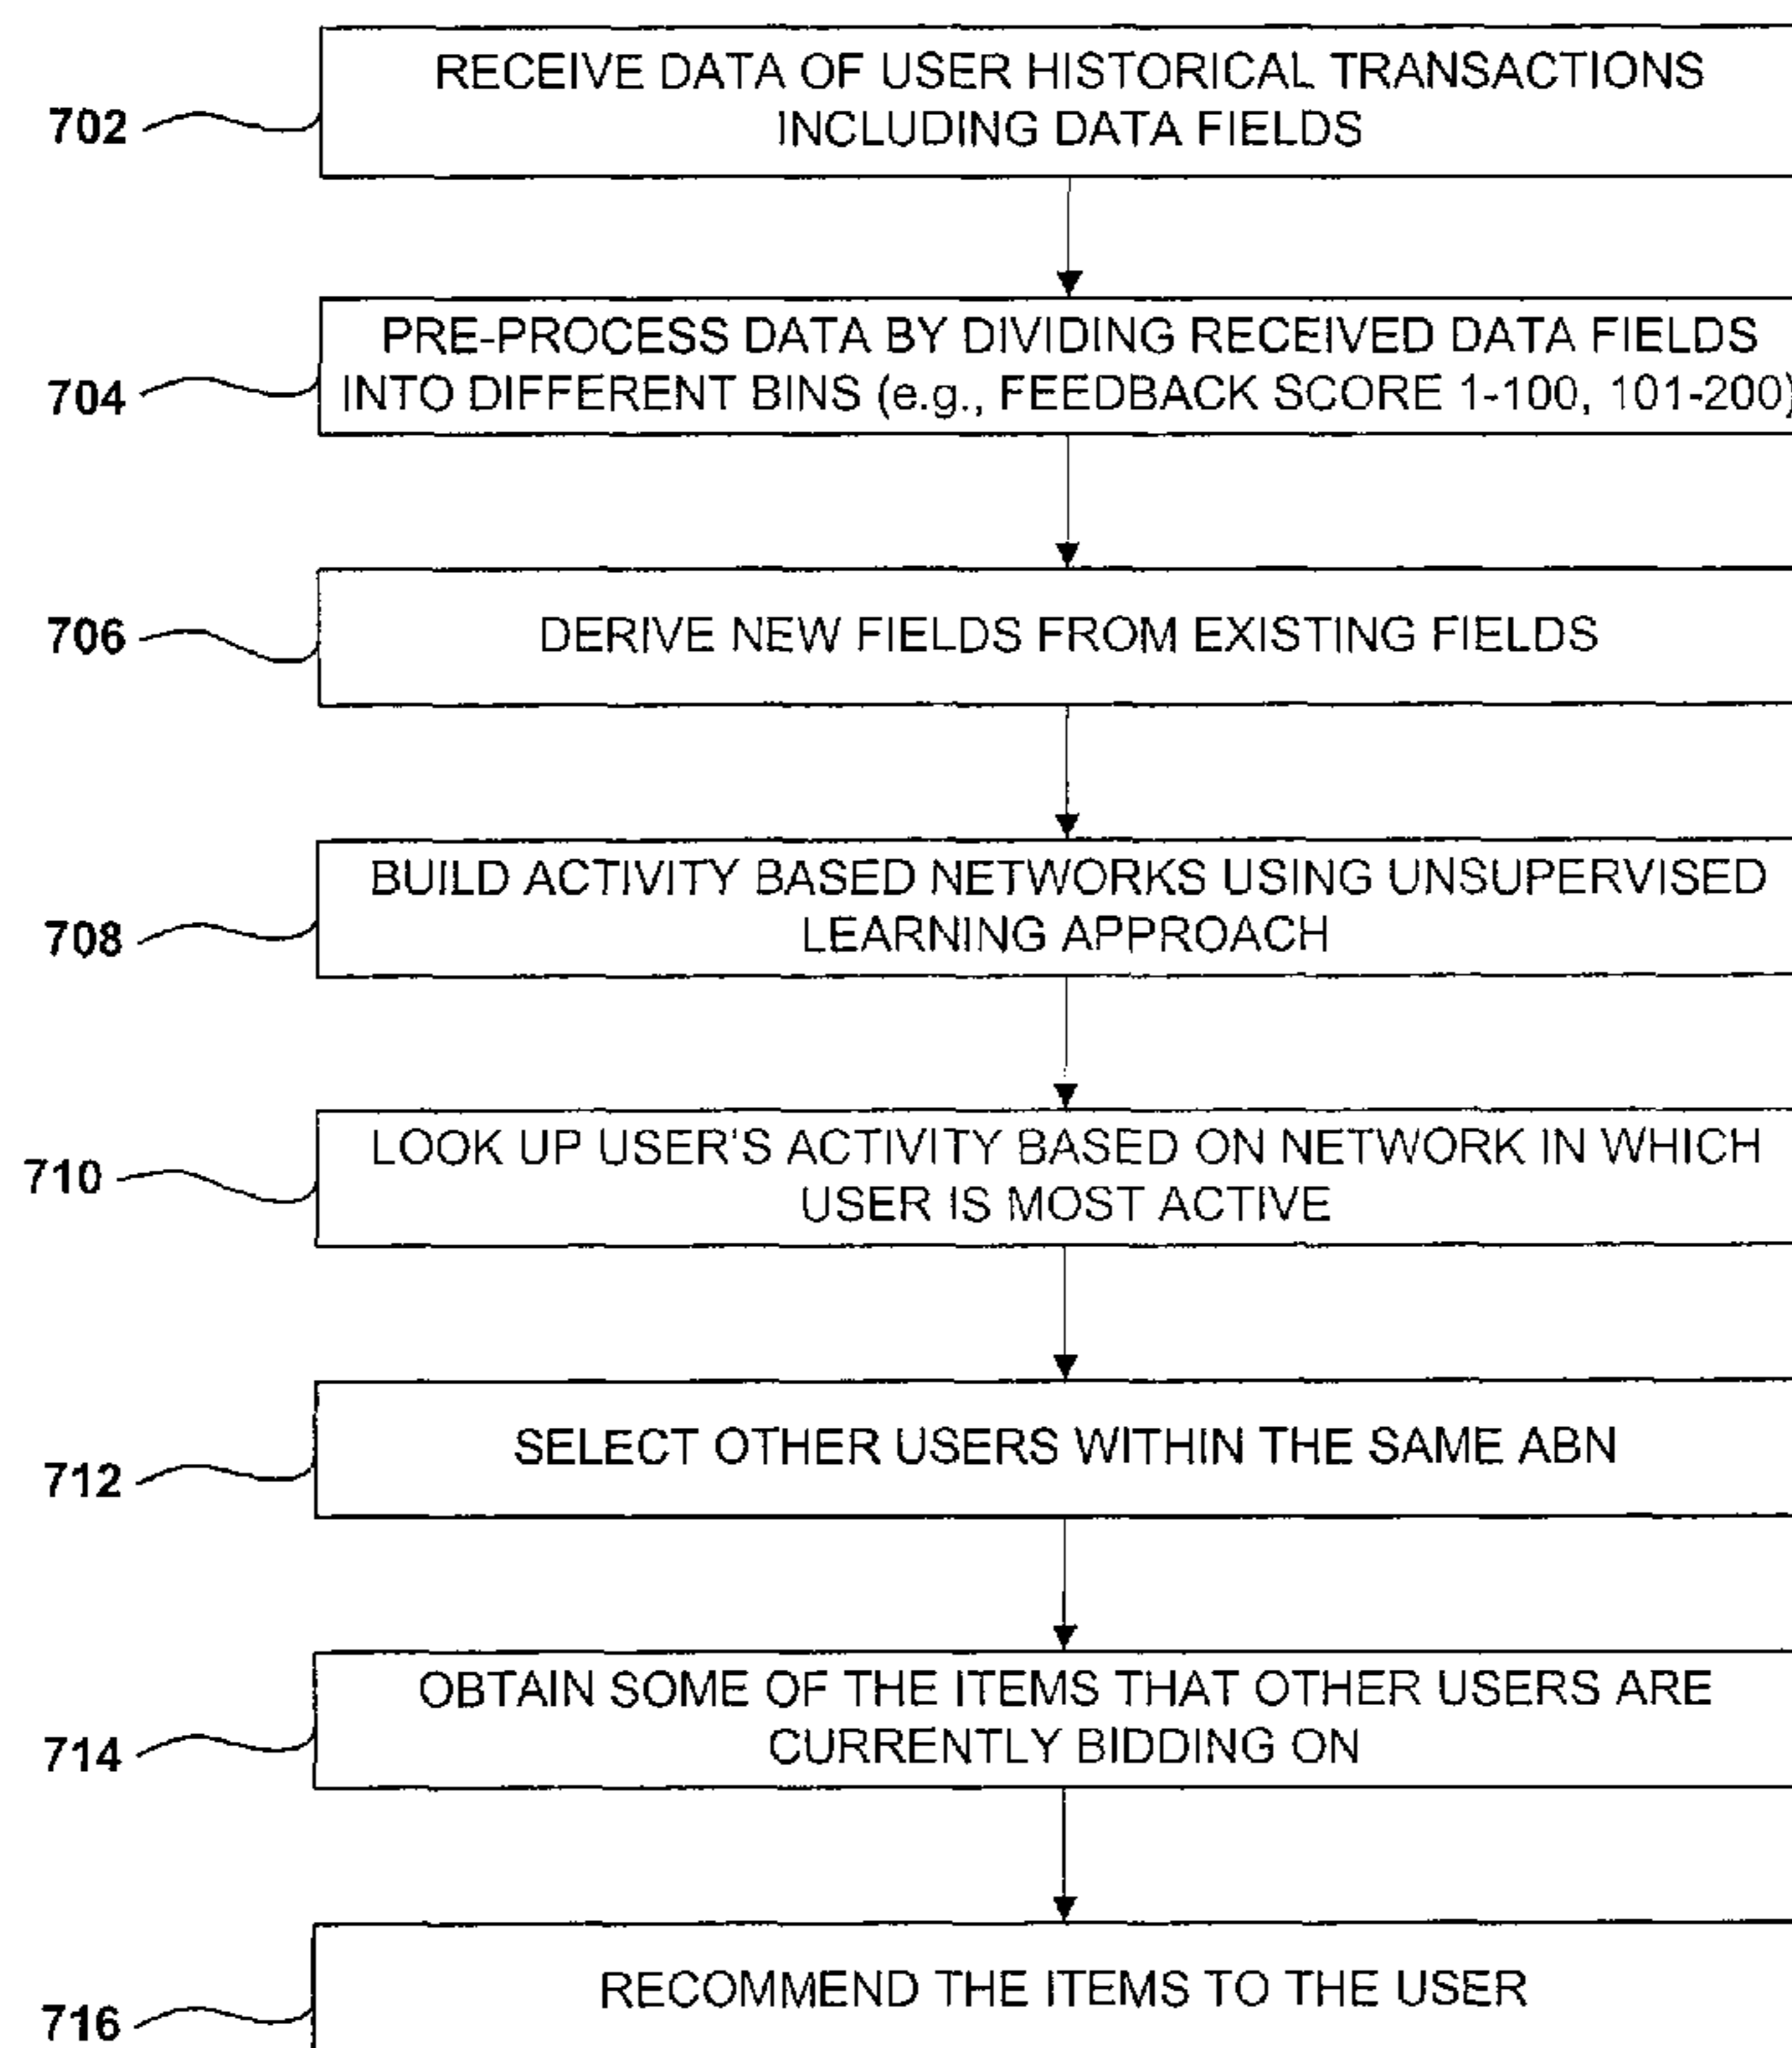 RECEIVE DATA OF USER HISTORICAL TRANSACTIONS
INCLUDING DATA FIELDS
702
PRE-PROCESS DATA BY DIVIDING RECEIVED DATA FIELDS
INTO DIFFERENT BINS (e.g., FEEDBACK SCORE 1-100, 101-200)
704
DERIVE NEW FIELDS FROM EXISTING FIELDS
706
BUILD ACTIVITY BASED NETWORKS USING UNSUPERVISED
LEARNING APPROACH
708
LOOK UP USER'S ACTIVITY BASED ON NETWORK IN WHICH
USER IS MOST ACTIVE
710
SELECT OTHER USERS WITHIN THE SAME ABN
712
OBTAIN SOME OF THE ITEMS THAT OTHER USERS ARE
CURRENTLY BIDDING ON
714
RECOMMEND THE ITEMS TO THE USER
716